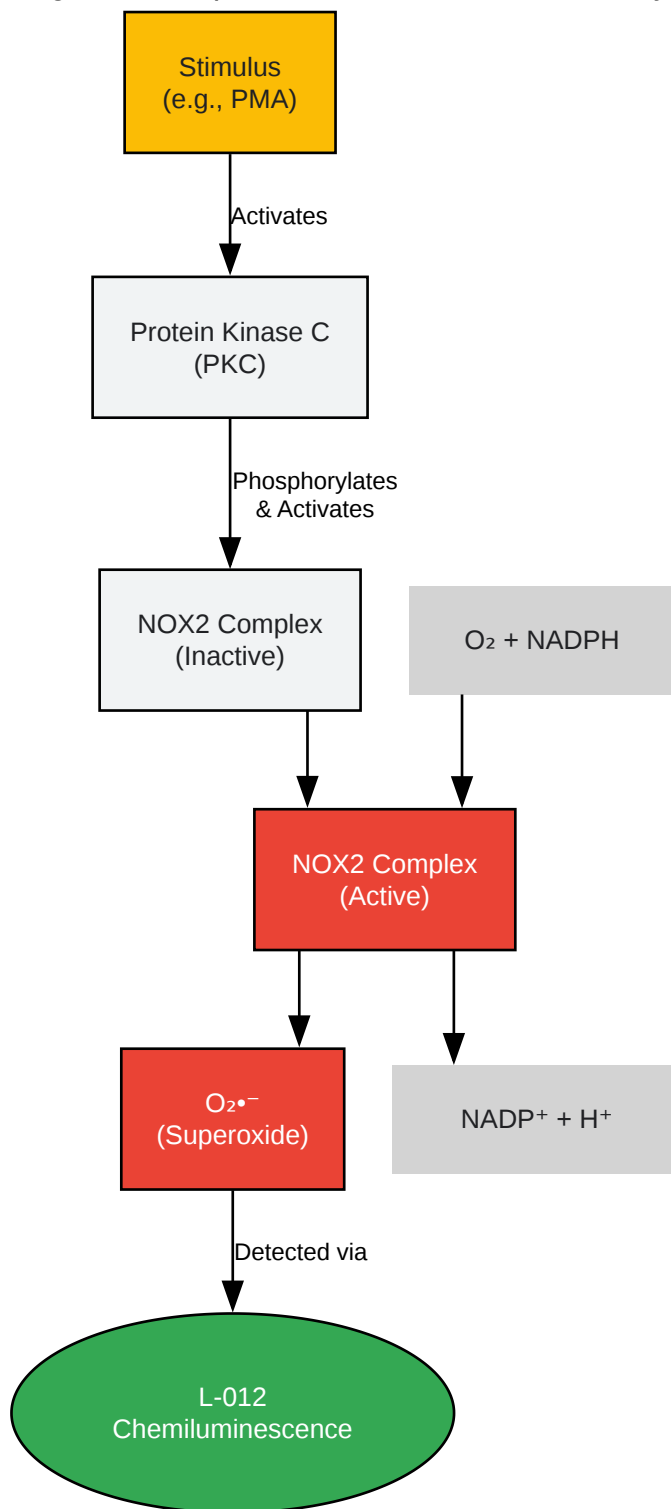 Stimulus
(e.g., PMA)
Activates
Protein Kinase C
(PKC)
Phosphorylates
& Activates
NOX2 Complex
(Inactive)
O₂ + NADPH
NOX2 Complex
(Active)
O₂•⁻
(Superoxide)
NADP⁺ + H⁺
Detected via
L-012
Chemiluminescence